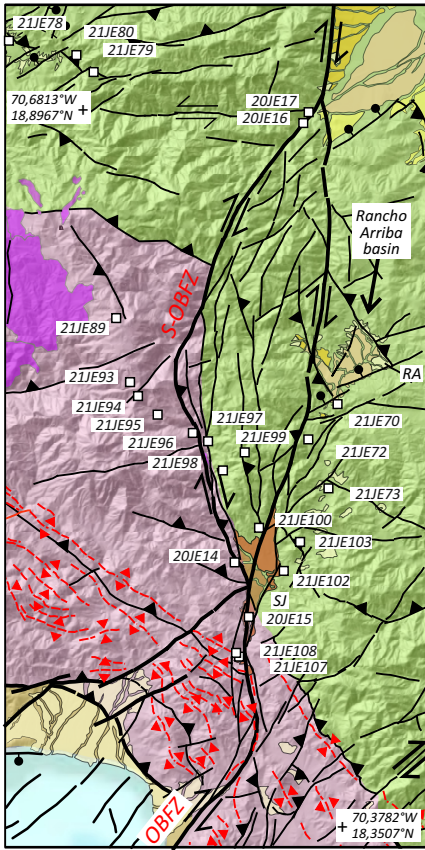 21JE78
21JE80
21JE79
70,6813°W
18,8967°N
20JE17
20JE16
Rancho
Arriba
basin
S-OBFZ
21JE89
RA
21JE93
21JE94
21JE95
21JE70
21JE97
21JE96
21JE99
21JE72
21JE98
21JE73
21JE100
21JE103
20JE14
21JE102
SJ
20JE15
21JE108
21JE107
OBFZ
70,3782°W
18,3507°N